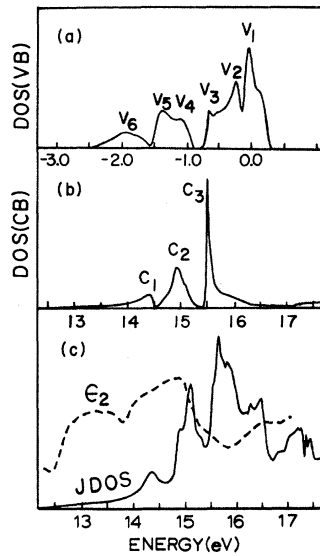 (a)
DOS(VB)
V6
V5
V4
V3
V2
V1
-3.0 -2.0 -1.0 0.0
(b)
DOS(CB)
C1
C2
C3
13 14 15 16 17
(c)
ϵ2
JDOS
13 14 15 16 17
ENERGY(eV)